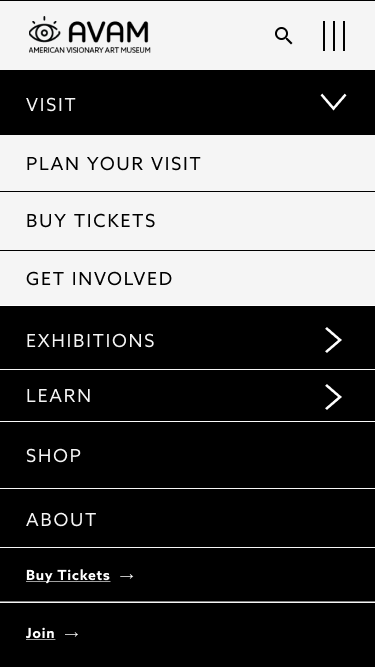 AVAM
AMERICAN VISIONARY ART MUSEUM
VISIT
PLAN YOUR VISIT
BUY TICKETS
GET INVOLVED
EXHIBITIONS
LEARN
SHOP
ABOUT
Buy Tickets →
Join →